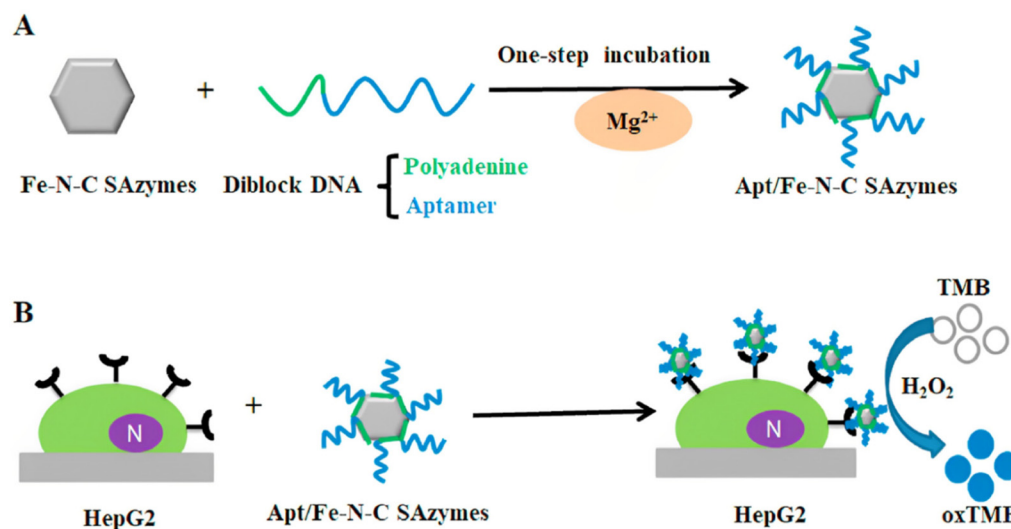 A
One-step incubation
+
Mg²⁺
Fe-N-C SAzymes
Diblock DNA
Polyadenine
Aptamer
Apt/Fe-N-C SAzymes
B
TMB
+
H₂O₂
N
N
HepG2
Apt/Fe-N-C SAzymes
HepG2
oxTMB